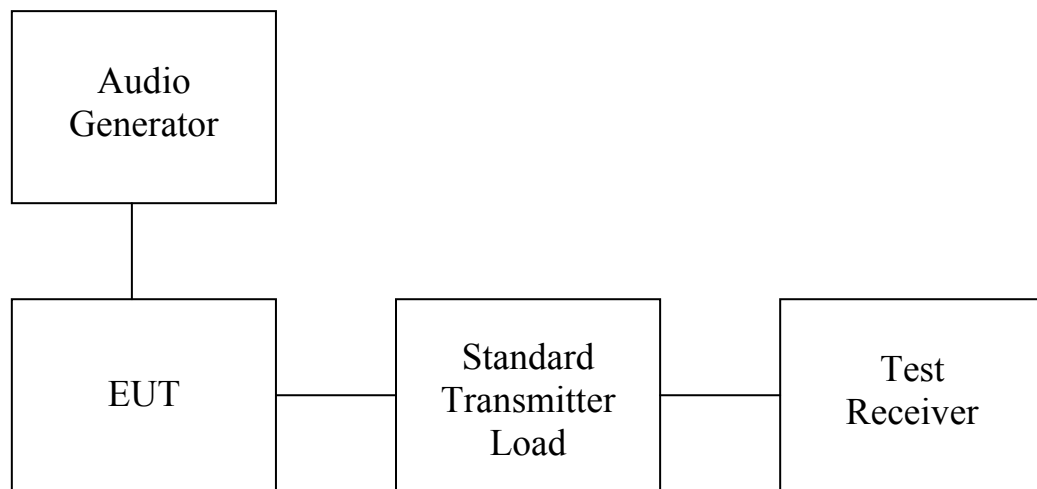 Audio
Generator
EUT
Standard
Transmitter
Load
Test
Receiver